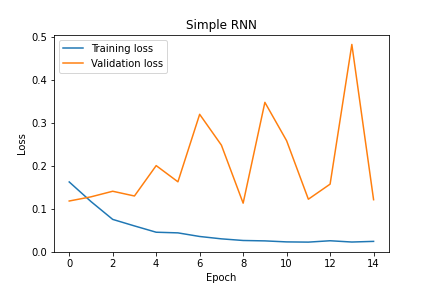 Simple RNN
Training loss
Validation loss
Loss
0.5
0.4
0.3
0.2
0.1
0.0
0 2 4 6 8 10 12 14
Epoch